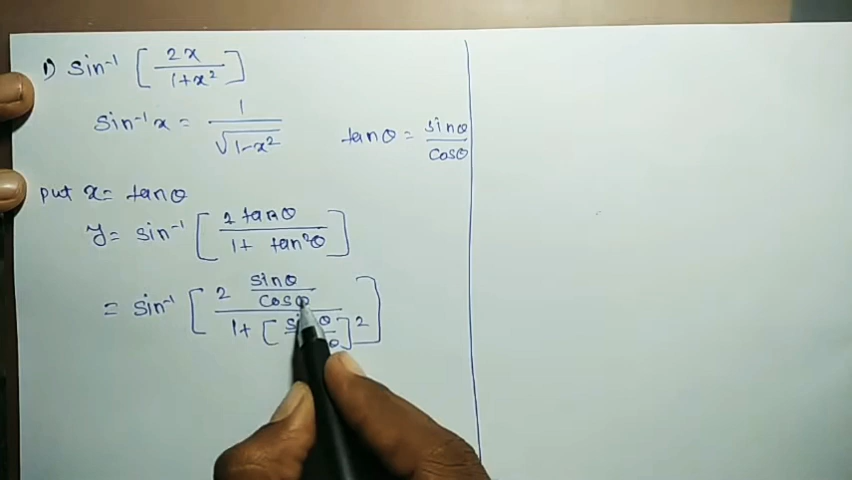 1) sin⁻¹ [ 2x / 1+x² ]
sin⁻¹x = 1 / √1-x²
tanθ = sinθ / cosθ
put x= tanθ
y= sin⁻¹ [ 2 tanθ / 1+ tan²θ ]
= sin⁻¹ [ 2 sinθ/cosθ / 1+ [ ]² ]